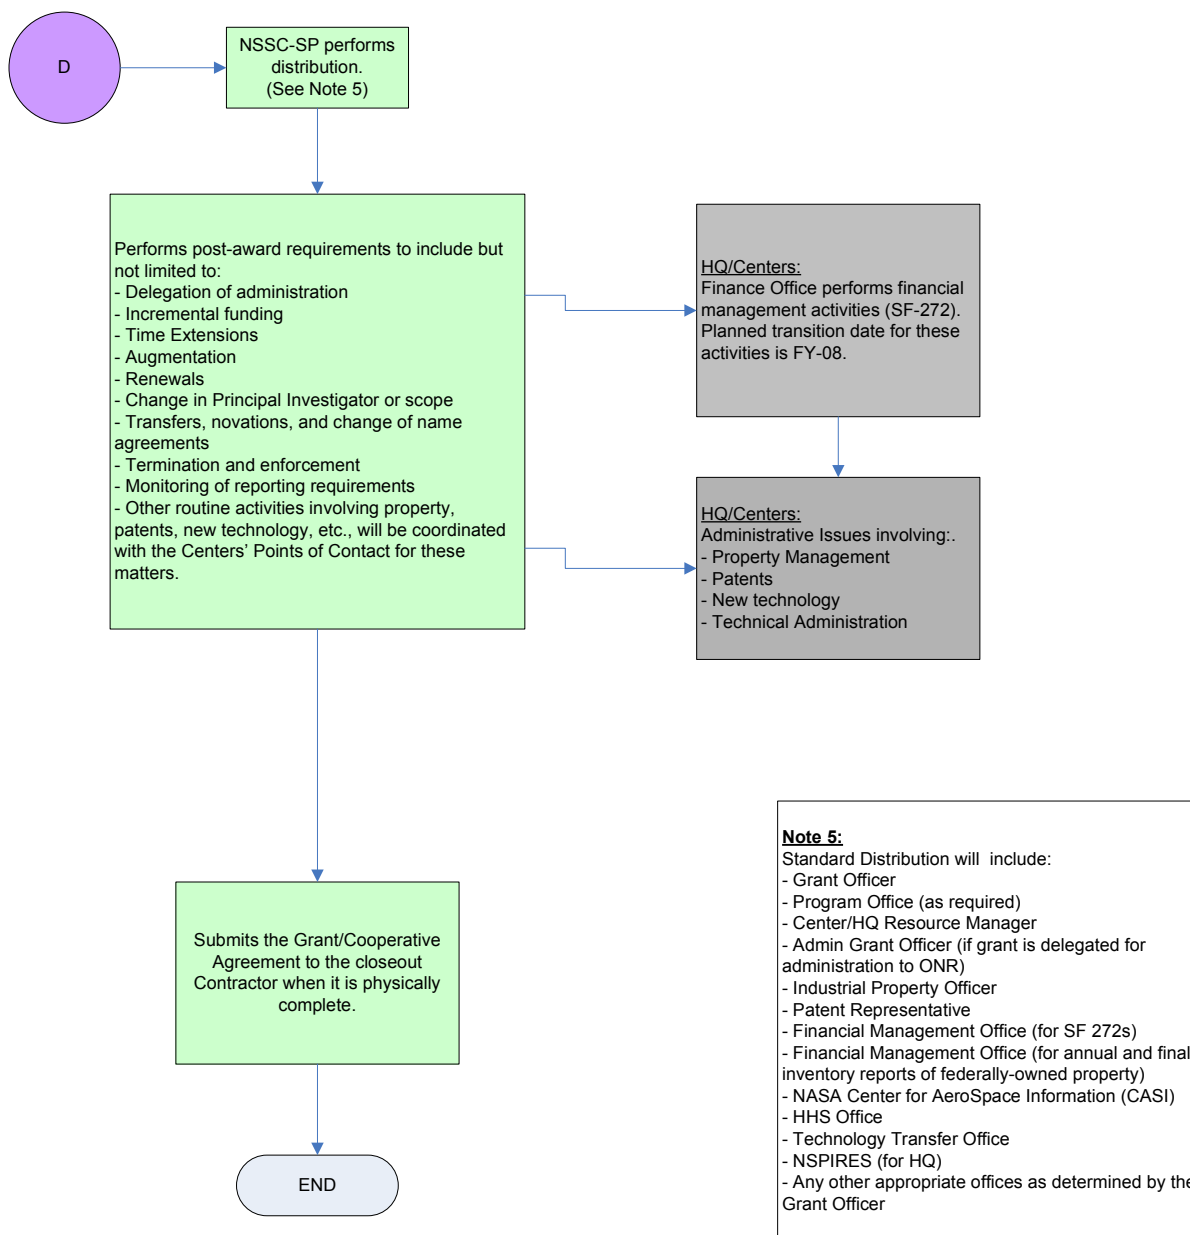 D
NSSC-SP performs
distribution.
(See Note 5)
Performs post-award requirements to include but
not limited to:
- Delegation of administration
- Incremental funding
- Time Extensions
- Augmentation
- Renewals
- Change in Principal Investigator or scope
- Transfers, novations, and change of name
agreements
- Termination and enforcement
- Monitoring of reporting requirements
- Other routine activities involving property,
patents, new technology, etc., will be coordinated
with the Centers' Points of Contact for these
matters.
HQ/Centers:
Finance Office performs financial
management activities (SF-272).
Planned transition date for these
activities is FY-08.
HQ/Centers:
Administrative Issues involving:.
- Property Management
- Patents
- New technology
- Technical Administration
Submits the Grant/Cooperative
Agreement to the closeout
Contractor when it is physically
complete.
END
Note 5:
Standard Distribution will  include:
- Grant Officer
- Program Office (as required)
- Center/HQ Resource Manager
- Admin Grant Officer (if grant is delegated for
administration to ONR)
- Industrial Property Officer
- Patent Representative
- Financial Management Office (for SF 272s)
- Financial Management Office (for annual and final
inventory reports of federally-owned property)
- NASA Center for AeroSpace Information (CASI)
- HHS Office
- Technology Transfer Office
- NSPIRES (for HQ)
- Any other appropriate offices as determined by the
Grant Officer